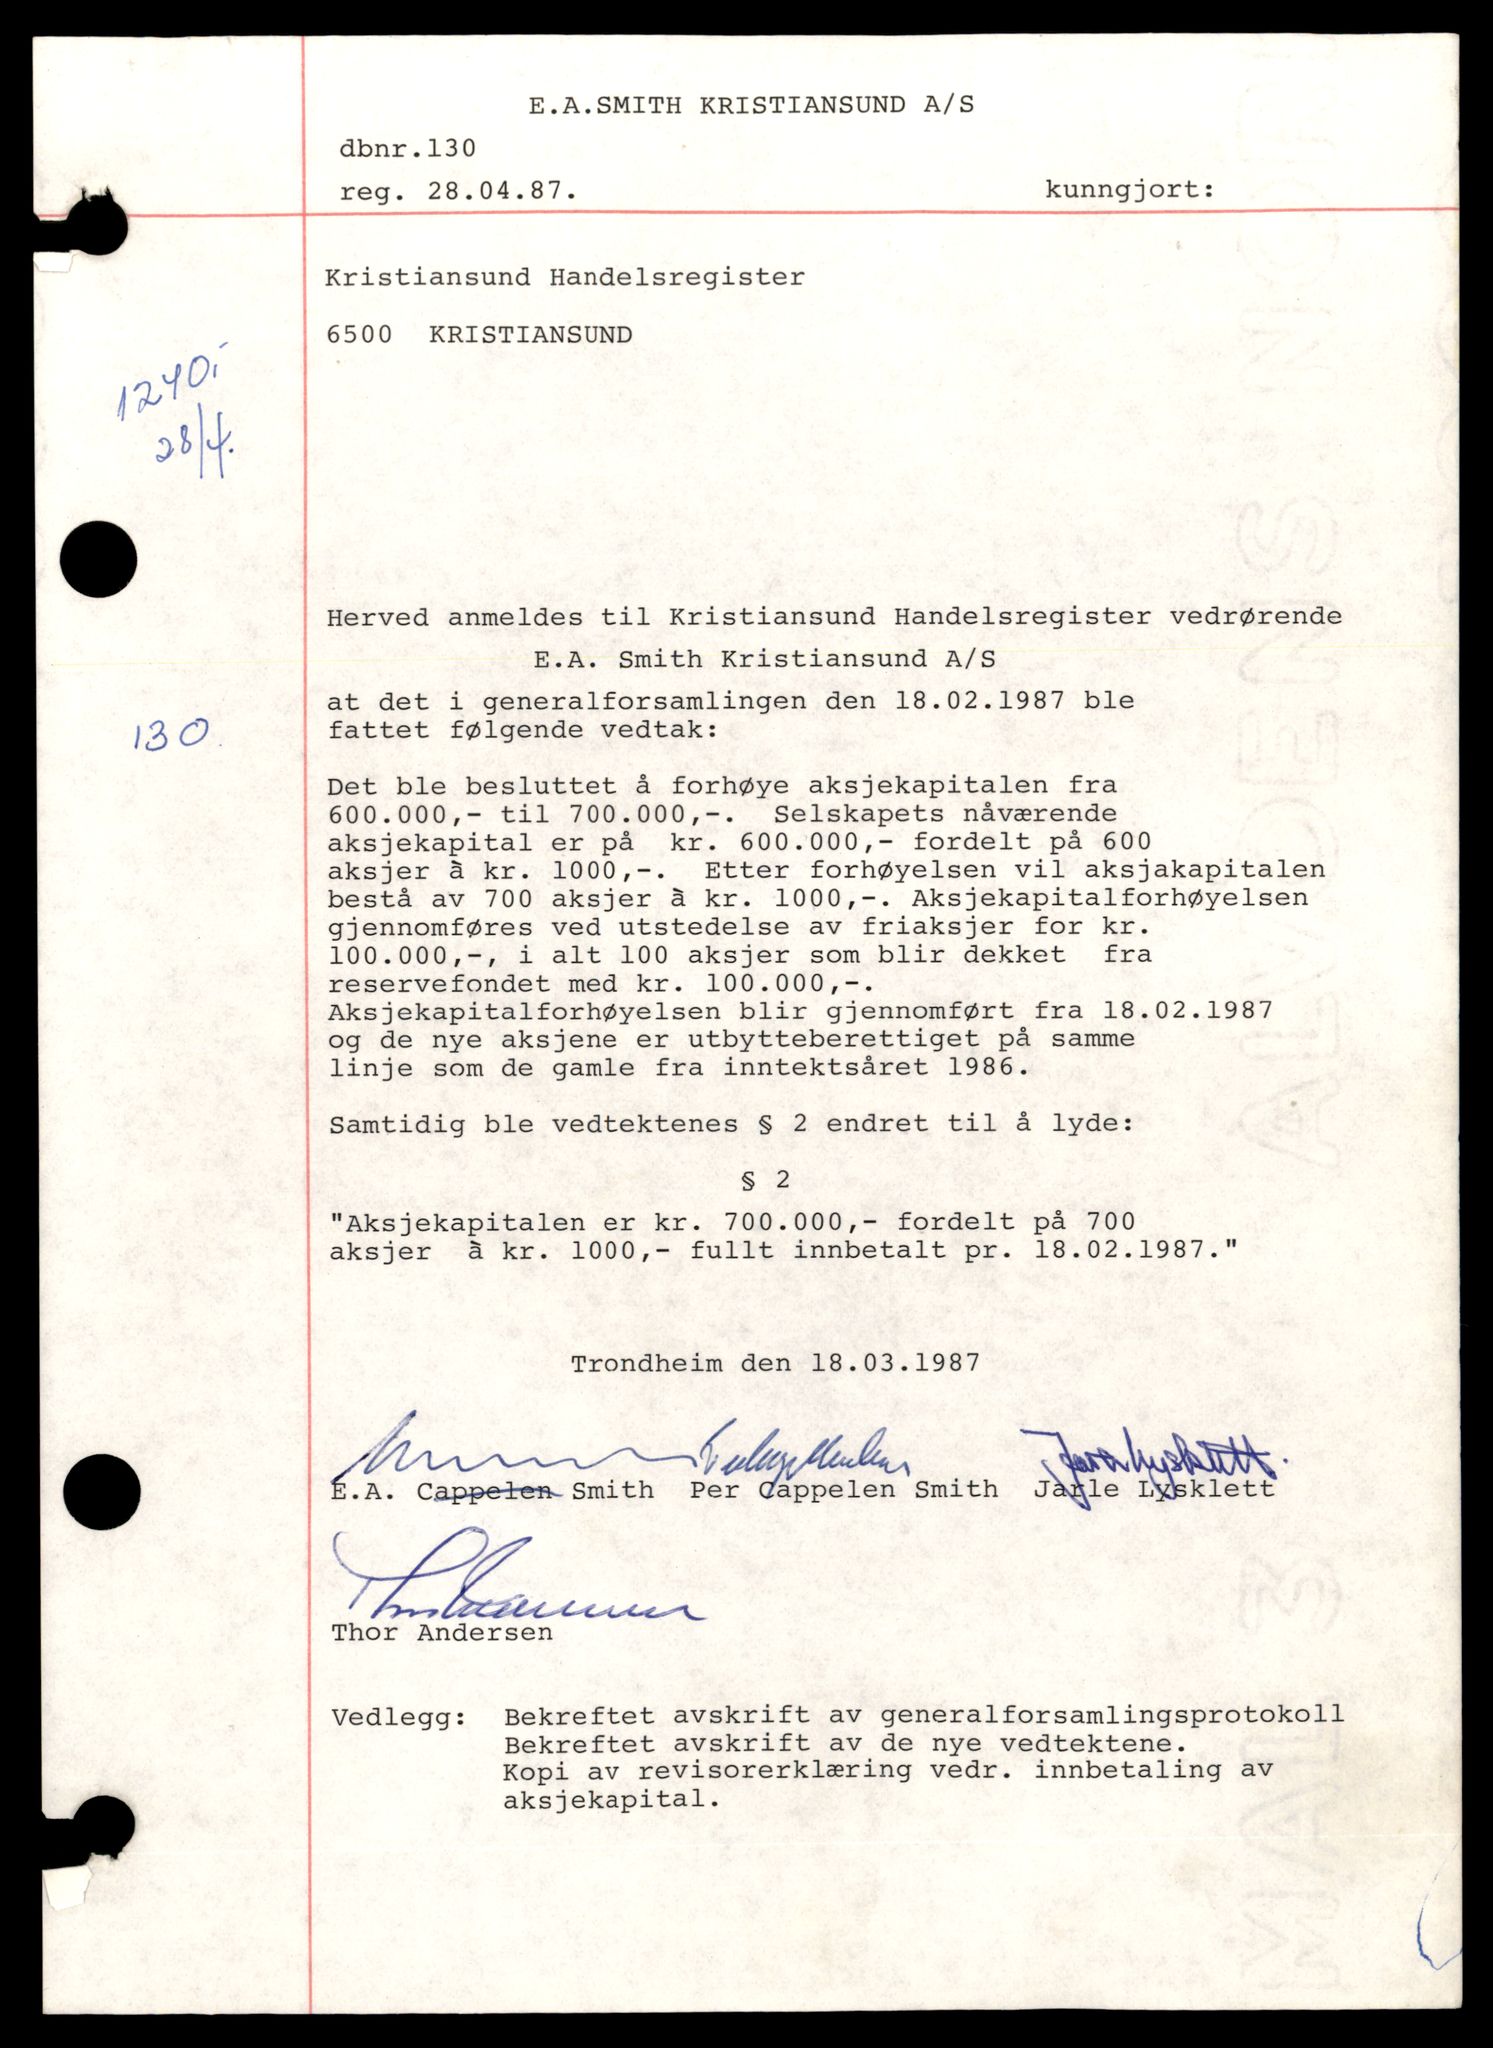 E.A.SMITH KRISTIANSUND A/S
dbnr.130
reg. 28.04.87. kunngjort:
Kristiansund Handelsregister
6500 KRISTIANSUND
1240,-
28/4.
Herved anmeldes til Kristiansund Handelsregister vedrørende
E.A. Smith Kristiansund A/S
at det i generalforsamlingen den 18.02.1987 ble
fattet følgende vedtak:
130
Det ble besluttet å forhøye aksjekapitalen fra
600.000,- til 700.000,-. Selskapets nåværende
aksjekapital er på kr. 600.000,- fordelt på 600
aksjer à kr. 1000,-. Etter forhøyelsen vil aksjakapitalen
bestå av 700 aksjer à kr. 1000,-. Aksjekapitalforhøyelsen
gjennomføres ved utstedelse av friaksjer for kr.
100.000,-, i alt 100 aksjer som blir dekket fra
reservefondet med kr. 100.000,-.
Aksjekapitalforhøyelsen blir gjennomført fra 18.02.1987
og de nye aksjene er utbytteberettiget på samme
linje som de gamle fra inntektsåret 1986.
Samtidig ble vedtektenes § 2 endret til å lyde:
§ 2
"Aksjekapitalen er kr. 700.000,- fordelt på 700
aksjer à kr. 1000,- fullt innbetalt pr. 18.02.1987."
Trondheim den 18.03.1987
Jarle Lysklett
E.A. Cappelen Smith Per Cappelen Smith Jarle Lysklett
Thor Andersen
Vedlegg: Bekreftet avskrift av generalforsamlingsprotokoll
Bekreftet avskrift av de nye vedtektene.
Kopi av revisorerklæring vedr. innbetaling av
aksjekapital.